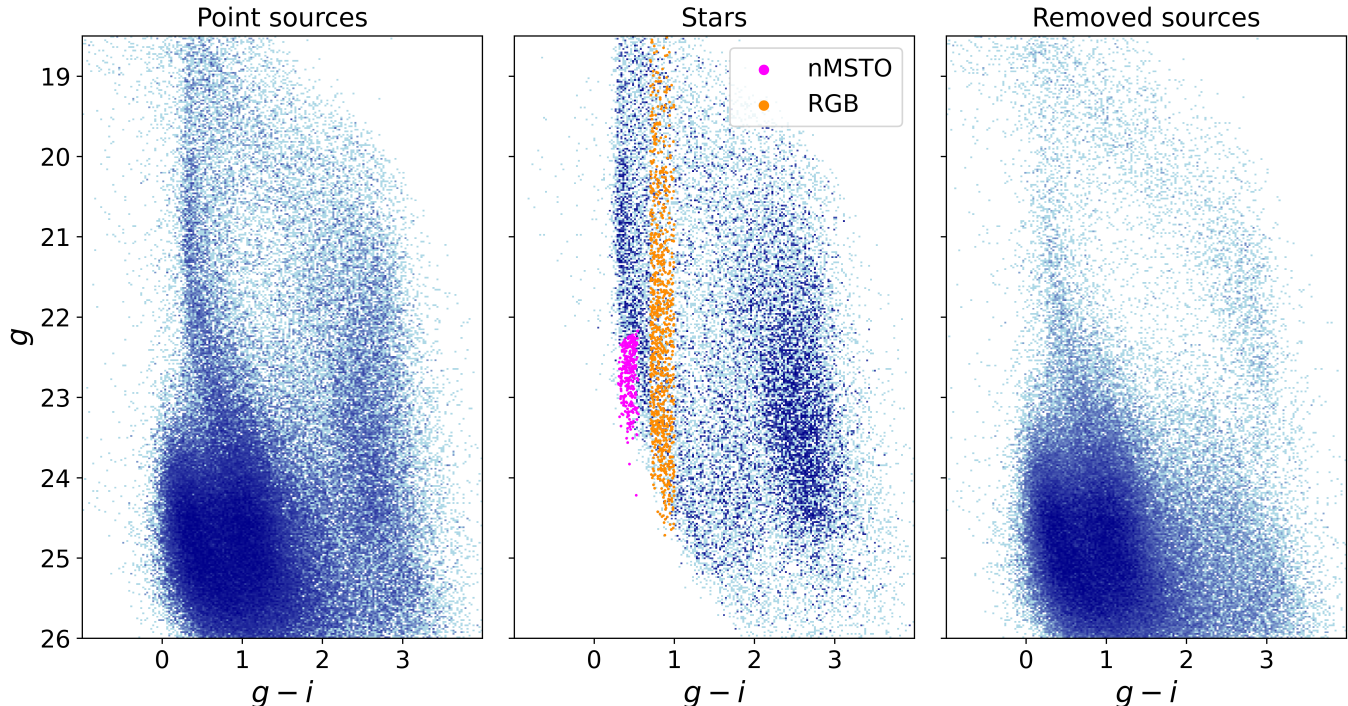 Point sources
Stars
Removed sources
nMSTO
RGB
g
19
20
21
22
23
24
25
26
0 1 2 3
0 1 2 3
0 1 2 3
g − i
g − i
g − i